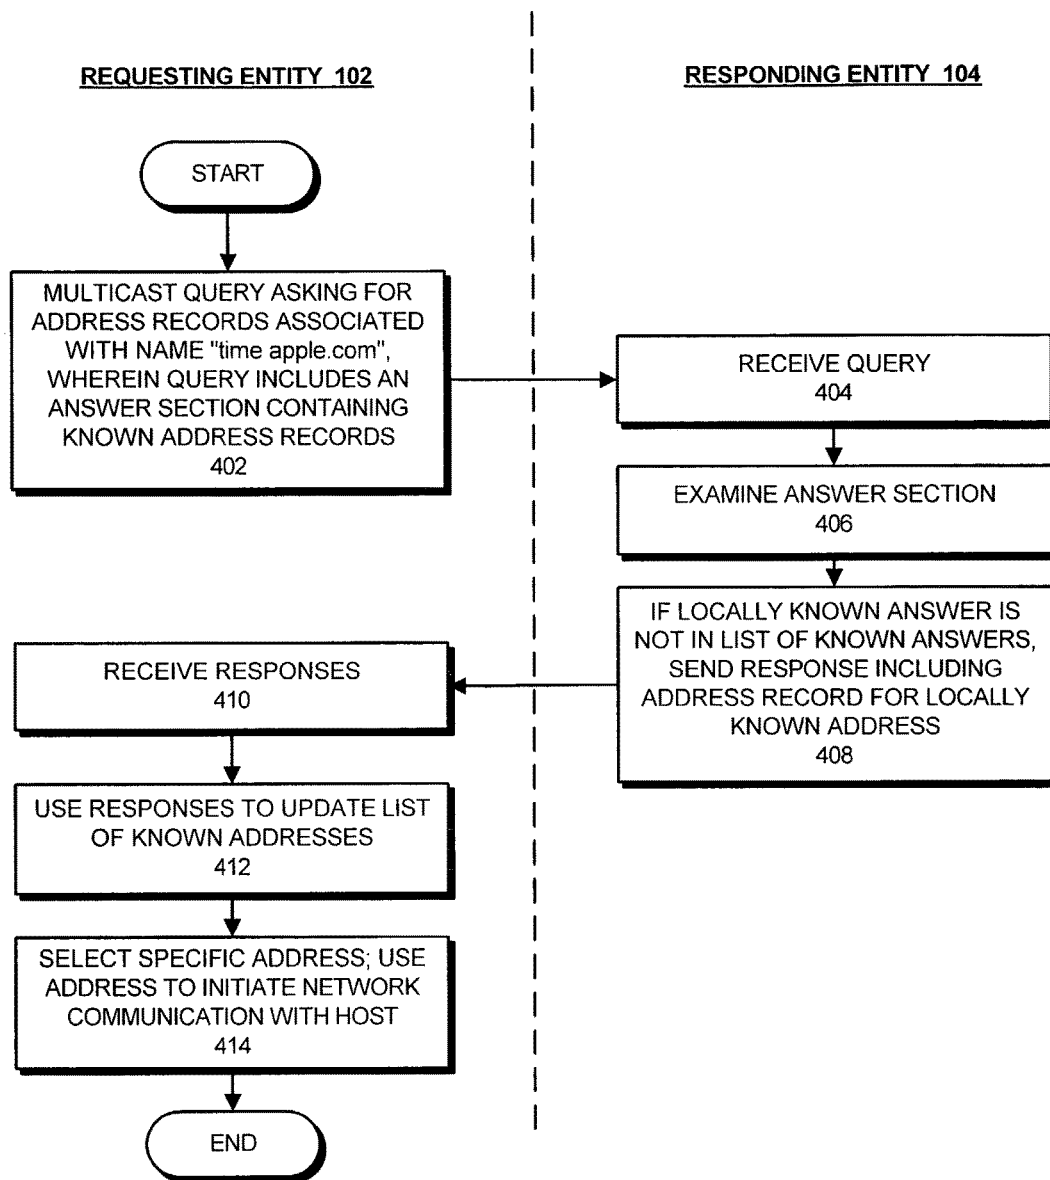 REQUESTING ENTITY 102
RESPONDING ENTITY 104
START
MULTICAST QUERY ASKING FOR
ADDRESS RECORDS ASSOCIATED
WITH NAME "time apple.com",
WHEREIN QUERY INCLUDES AN
ANSWER SECTION CONTAINING
KNOWN ADDRESS RECORDS
402
RECEIVE QUERY
404
EXAMINE ANSWER SECTION
406
IF LOCALLY KNOWN ANSWER IS
NOT IN LIST OF KNOWN ANSWERS,
SEND RESPONSE INCLUDING
ADDRESS RECORD FOR LOCALLY
KNOWN ADDRESS
408
RECEIVE RESPONSES
410
USE RESPONSES TO UPDATE LIST
OF KNOWN ADDRESSES
412
SELECT SPECIFIC ADDRESS; USE
ADDRESS TO INITIATE NETWORK
COMMUNICATION WITH HOST
414
END